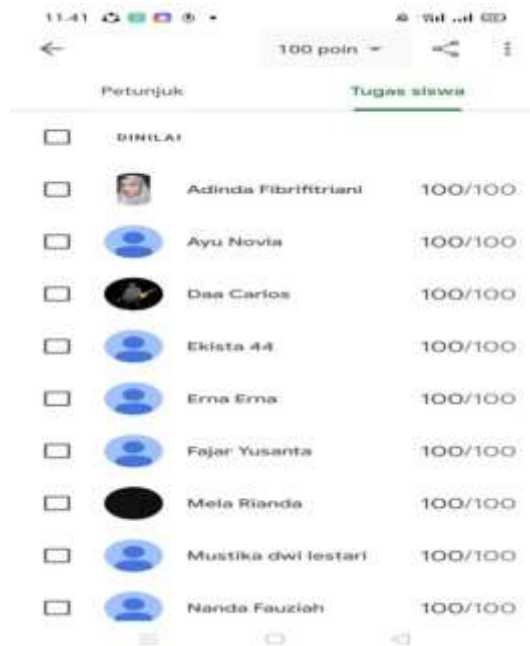 11.41
100 poin
Petunjuk Tugas siswa
DINILAI
Adinda Fibrifitriani 100/100
Ayu Novia 100/100
Daa Carlos 100/100
Ekista 44 100/100
Erna Erna 100/100
Fajar Yusanta 100/100
Mela Rianda 100/100
Mustika dwi lestari 100/100
Nanda Fauziah 100/100